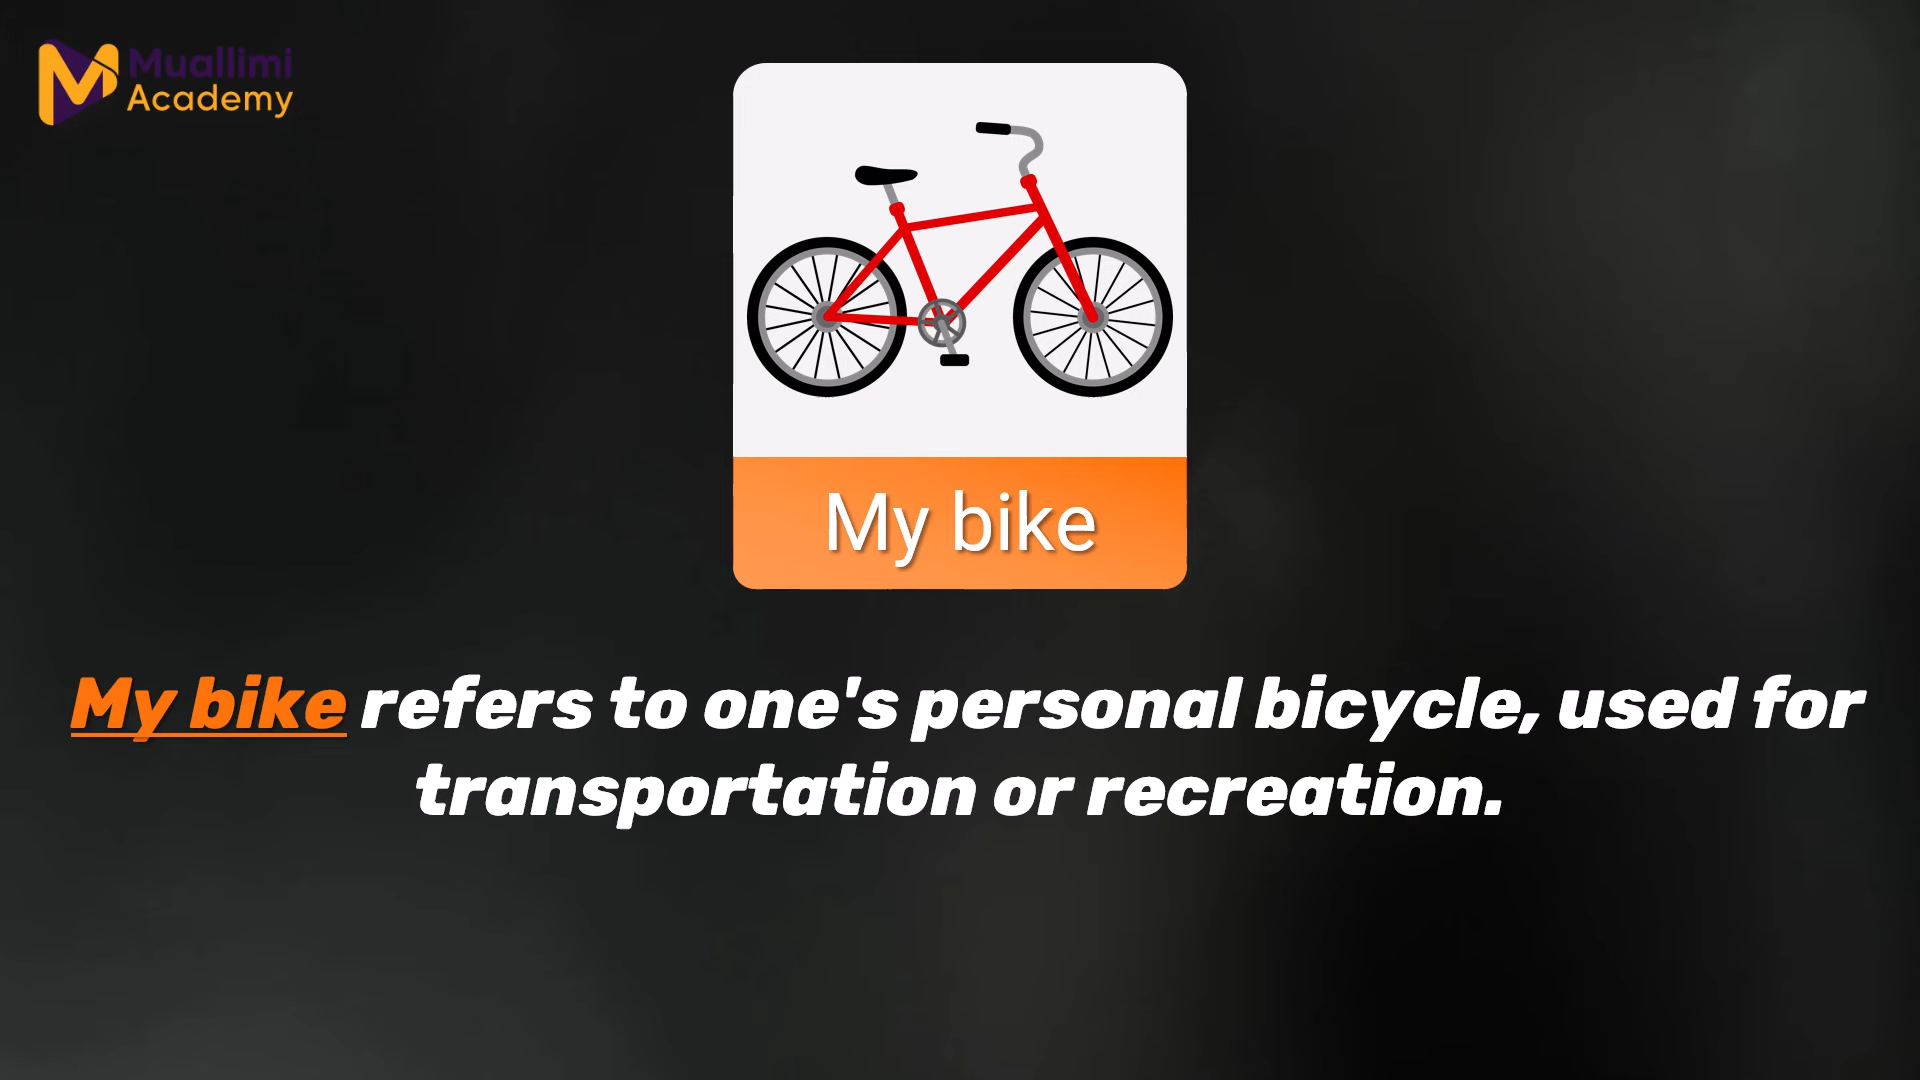 Muallimi
Academy
My bike
My bike refers to one's personal bicycle, used for
transportation or recreation.